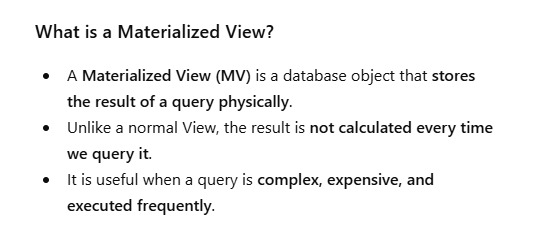 What is a Materialized View?
• A Materialized View (MV) is a database object that stores
the result of a query physically.
• Unlike a normal View, the result is not calculated every time
we query it.
• It is useful when a query is complex, expensive, and
executed frequently.